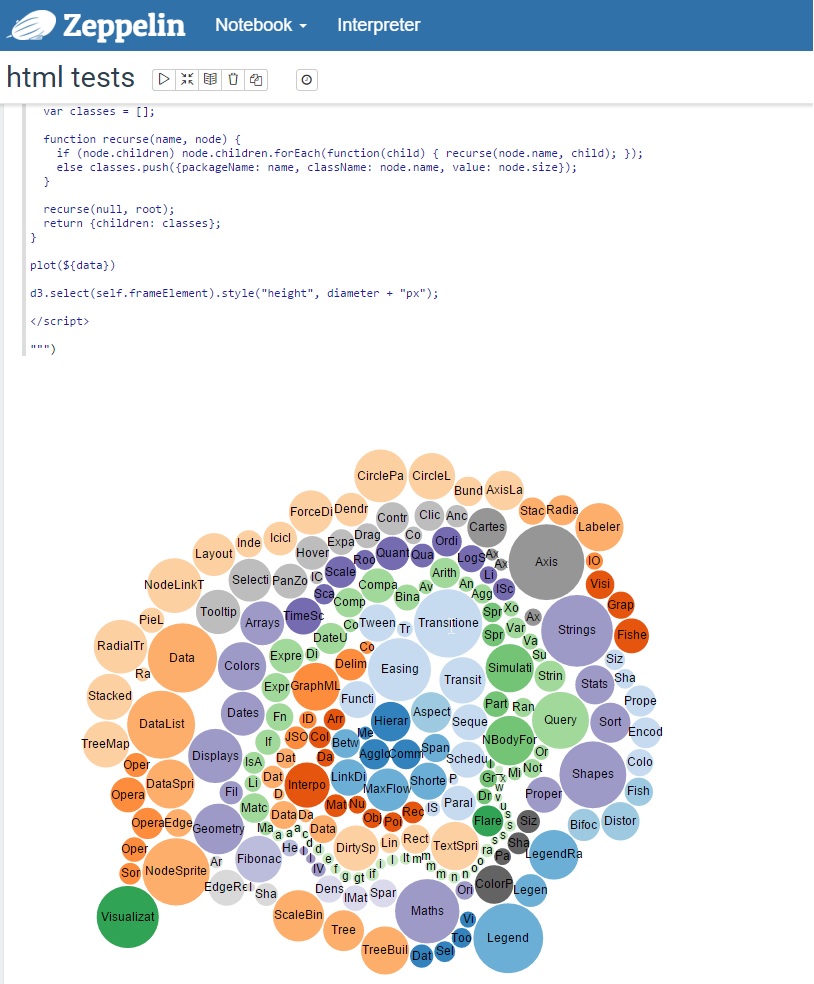 Zeppelin Notebook Interpreter
html tests
var classes = [];
function recurse(name, node) {
if (node.children) node.children.forEach(function(child) { recurse(node.name, child); });
else classes.push({packageName: name, className: node.name, value: node.size});
}
recurse(null, root);
return {children: classes};
}
plot(${data})
d3.select(self.frameElement).style("height", diameter + "px");
</script>
""")
CirclePa CircleL
Bund AxisLa
ForceDi Dendr Contr Clic Anc Stac Radia
Cartes Labeler
Inde Icicl Expa Drag Co Ordi
Layout Hover Roo Quant Qua LogS Ax Axis IO
NodeLinkT Selecti PanZo IC Scale Compa Arith Ax Li Visi
Sca Comp Bina Av An Agg ISc Grap
Tooltip Arrays TimeSc Spr Xo Ax
PieL Co Tween Tr Transitione Spr Var Strings Fishe
RadialTr DateU Va
Data Colors Expre Di Co Su Siz
Ra Delim Easing Simulati Strin Stats Sha
Stacked Expr GraphML Functi Transit
Part Ran Prope
DataList Dates Fn ID Arr Hierar Aspect Seque Query Sort Encod
TreeMap If JSO Col Betw Me NBodyFor
Oper Displays IsA Dat Da Agglo Comm Span Schedu Or Colo
Opera DataSpri Li Dat Interpo LinkDi MaxFlow Shorte P Gr Mi Not Shapes Fish
Fil D Mat Nu Paral Dr Proper
OperaEdge Geometry Matc Data Da Obj Poi Rec IS Flare Siz Bifoc Distor
Ma Data
Oper Ar Fibonac He DirtySp Lin Rect TextSpri ra Sha LegendRa
Sor NodeSprite IV It Pa
EdgeRel Sha Dens IMat Spar Ori ColorP Legen
Visualizat ScaleBin Tree Maths Vi
TreeBuil Dat Sel Too Legend